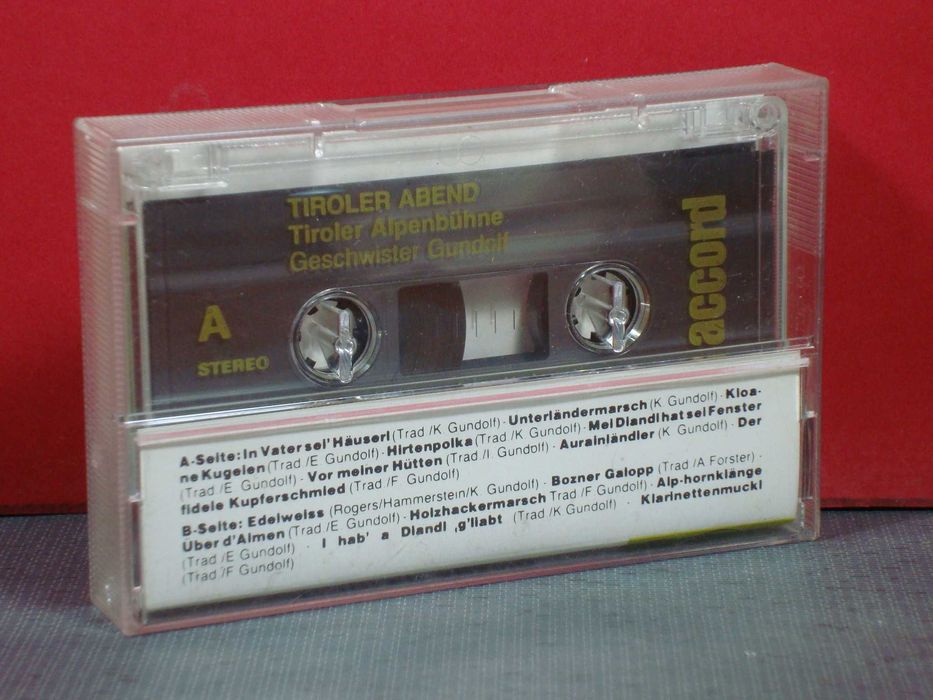 TIROLER ABEND
Tiroler Alpenbühne
Geschwister Gundolf
accord
A
STEREO
A-Seite: In Vater sei' Häuserl (Trad /K Gundolf) · Unterländermarsch (K Gundolf) · Kloa-
ne Kugelen (Trad /E Gundolf) · Hirtenpolka (Trad /K Gundolf) · Mei Diandl hat sei Fenster
(Trad /E Gundolf) · Vor meiner Hütten (Trad /I. Gundolf) · Aurainländler (K Gundolf) · Der
fidele Kupferschmied (Trad /F Gundolf)
B-Seite: Edelweiss (Rogers/Hammerstein/K Gundolf) · Bozner Galopp (Trad /A Forster) ·
Über d'Almen (Trad /E Gundolf) · Holzhackermarsch Trad /F Gundolf) · Alp-hornklänge
(Trad /E Gundolf) · I hab' a Diandl ,g'liabt (Trad /K Gundolf) · Klarinettenmuckl
(Trad /F Gundolf)